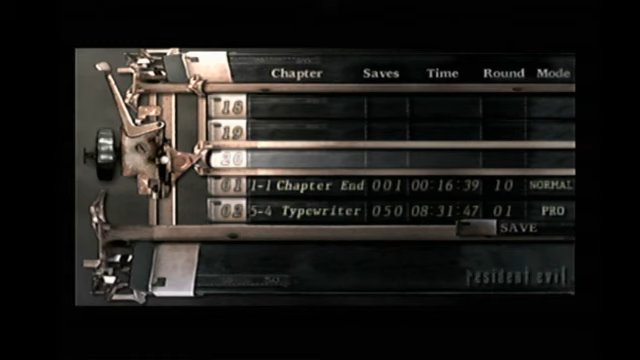 Chapter Saves Time Round Mode
18
19
20
01 1-1 Chapter End 001 00:16:39 10 NORMAL
02 5-4 Typewriter 050 08:31:47 01 PRO
SAVE
resident evil